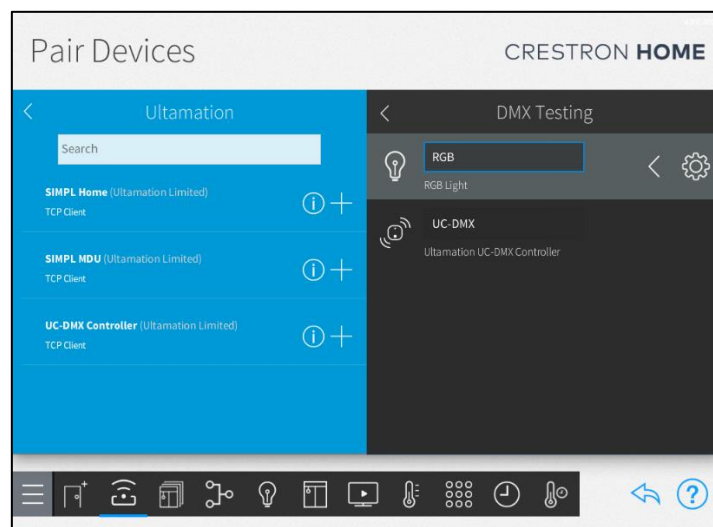 Pair Devices
CRESTRON HOME
Ultamation
Search
SIMPL Home (Ultamation Limited)
TCP Client
SIMPL MDU (Ultamation Limited)
TCP Client
UC-DMX Controller (Ultamation Limited)
TCP Client
DMX Testing
RGB
RGB Light
UC-DMX
Ultamation UC-DMX Controller
?